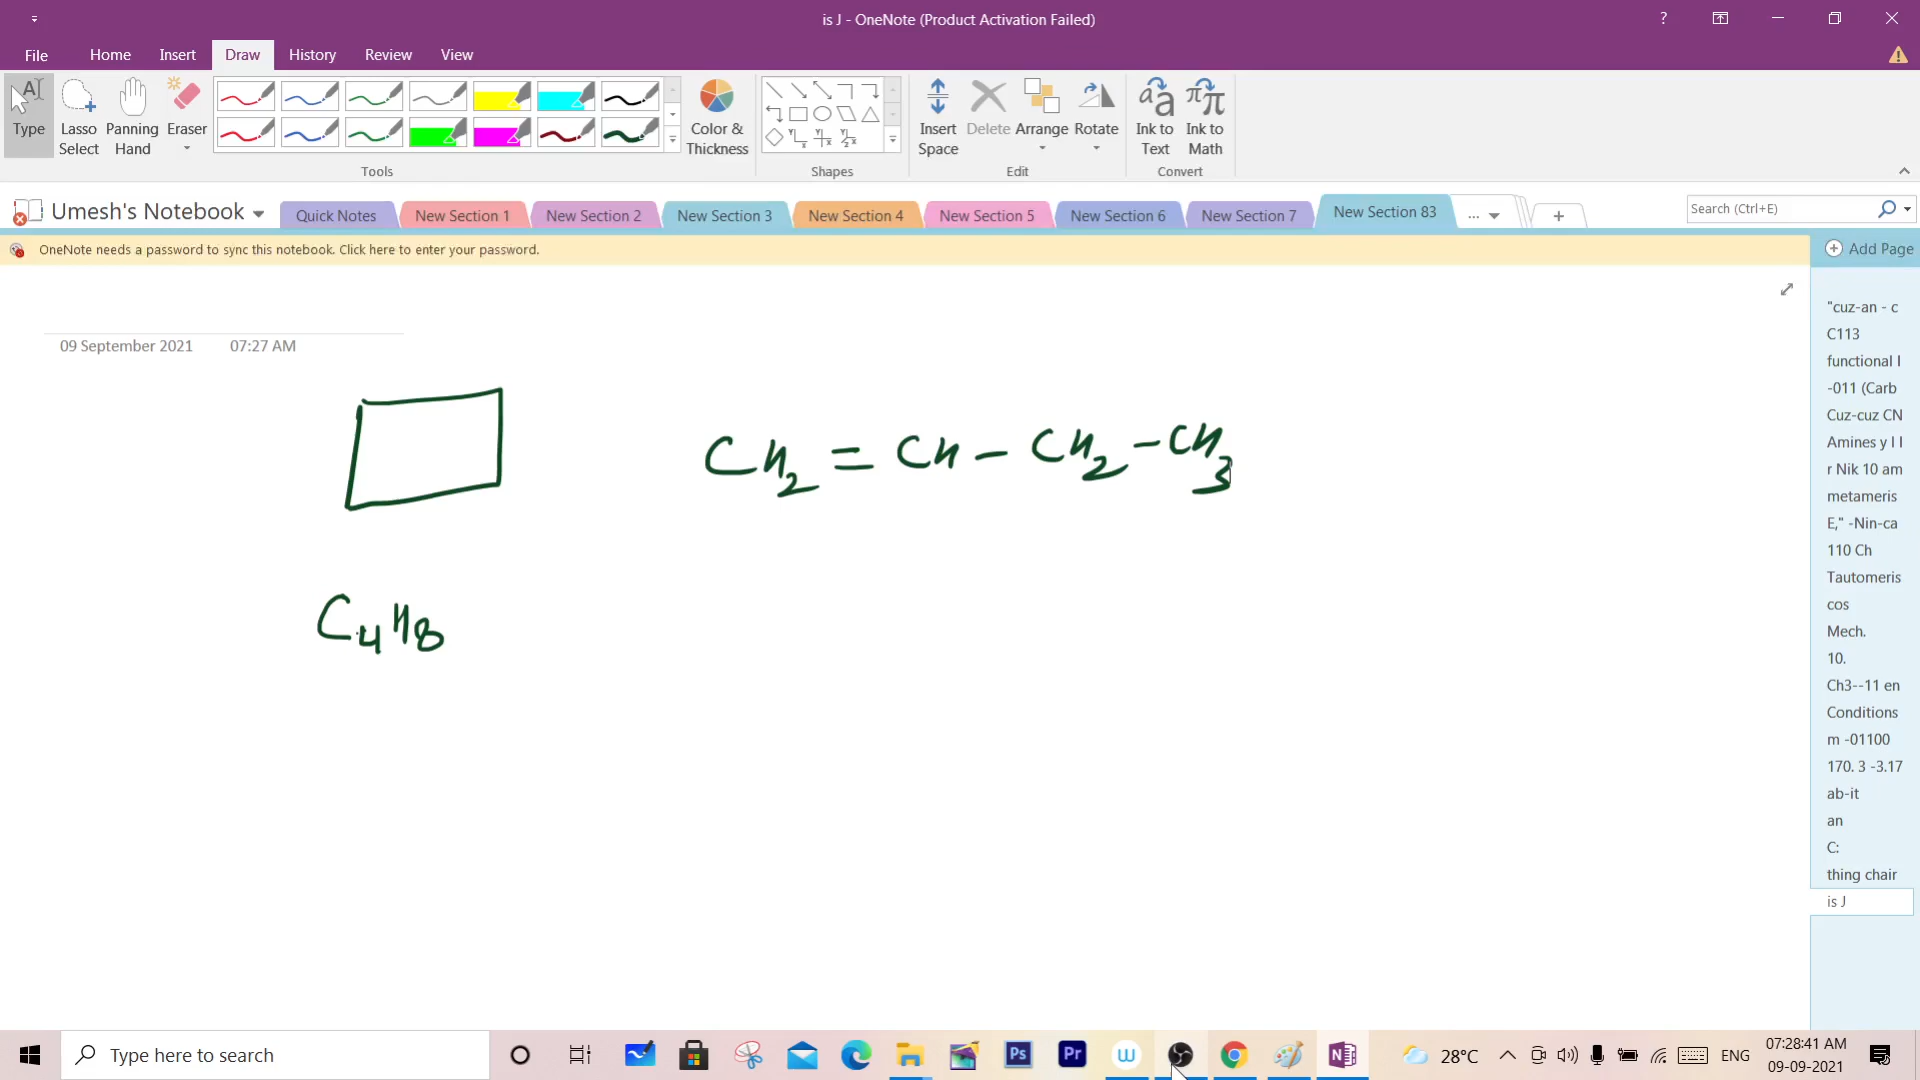 is J - OneNote (Product Activation Failed)
File Home Insert Draw History Review View
Type
Lasso Select
Panning Hand
Eraser
Color & Thickness
Insert Space
Delete
Arrange
Rotate
Ink to Text
Ink to Math
Tools Shapes Edit Convert
Umesh's Notebook Quick Notes New Section 1 New Section 2 New Section 3 New Section 4 New Section 5 New Section 6 New Section 7 New Section 83 ... Search (Ctrl+E)
OneNote needs a password to sync this notebook. Click here to enter your password.
Add Page
09 September 2021 07:27 AM
CH₂ = CH - CH₂ - CH₃
C₄H₈
"cuz-an - c
C113
functional I
-011 (Carb
Cuz-cuz CN
Amines y I I
r Nik 10 am
metameris
E," -Nin-ca
110 Ch
Tautomeris
cos
Mech.
10.
Ch3--11 en
Conditions
m -01100
170. 3 -3.17
ab-it
an
C:
thing chair
is J
Type here to search
Ps Pr
28°C ENG
07:28:41 AM
09-09-2021